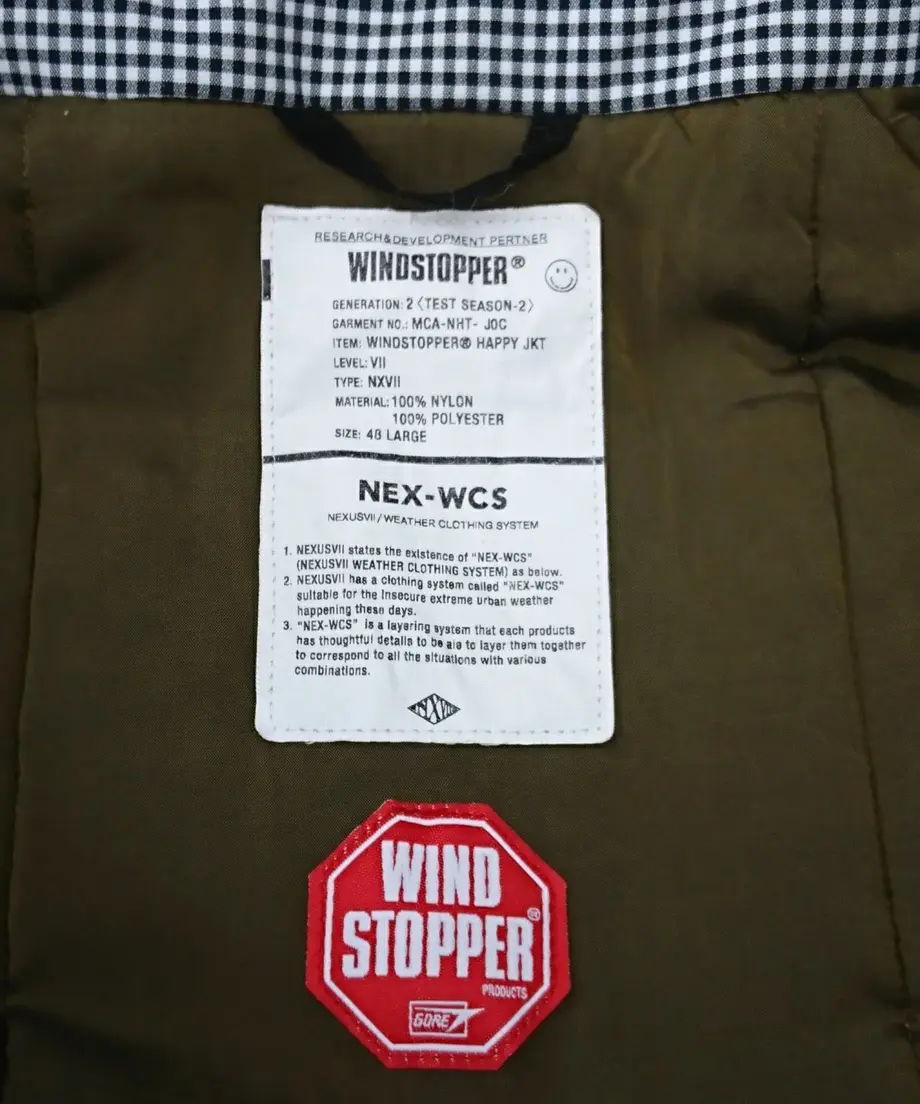 RESEARCH&DEVELOPMENT PERTNER
WINDSTOPPER®
GENERATION: 2〈TEST SEASON-2〉
GARMENT NO.: MCA-NHT- JOC
ITEM: WINDSTOPPER® HAPPY JKT
LEVEL: VII
TYPE: NXVII
MATERIAL: 100% NYLON
100% POLYESTER
SIZE: 48 LARGE
NEX-WCS
NEXUSVII/WEATHER CLOTHING SYSTEM
1. NEXUSVII states the existence of "NEX-WCS"
(NEXUSVII WEATHER CLOTHING SYSTEM) as below.
2. NEXUSVII has a clothing system called "NEX-WCS"
suitable for the insecure extreme urban weather
happening these days.
3. "NEX-WCS" is a layering system that each products
has thoughtful details to be ale to layer them together
to correspond to all the situations with various
combinations.
NXVII
WIND
STOPPER®
PRODUCTS
GORE